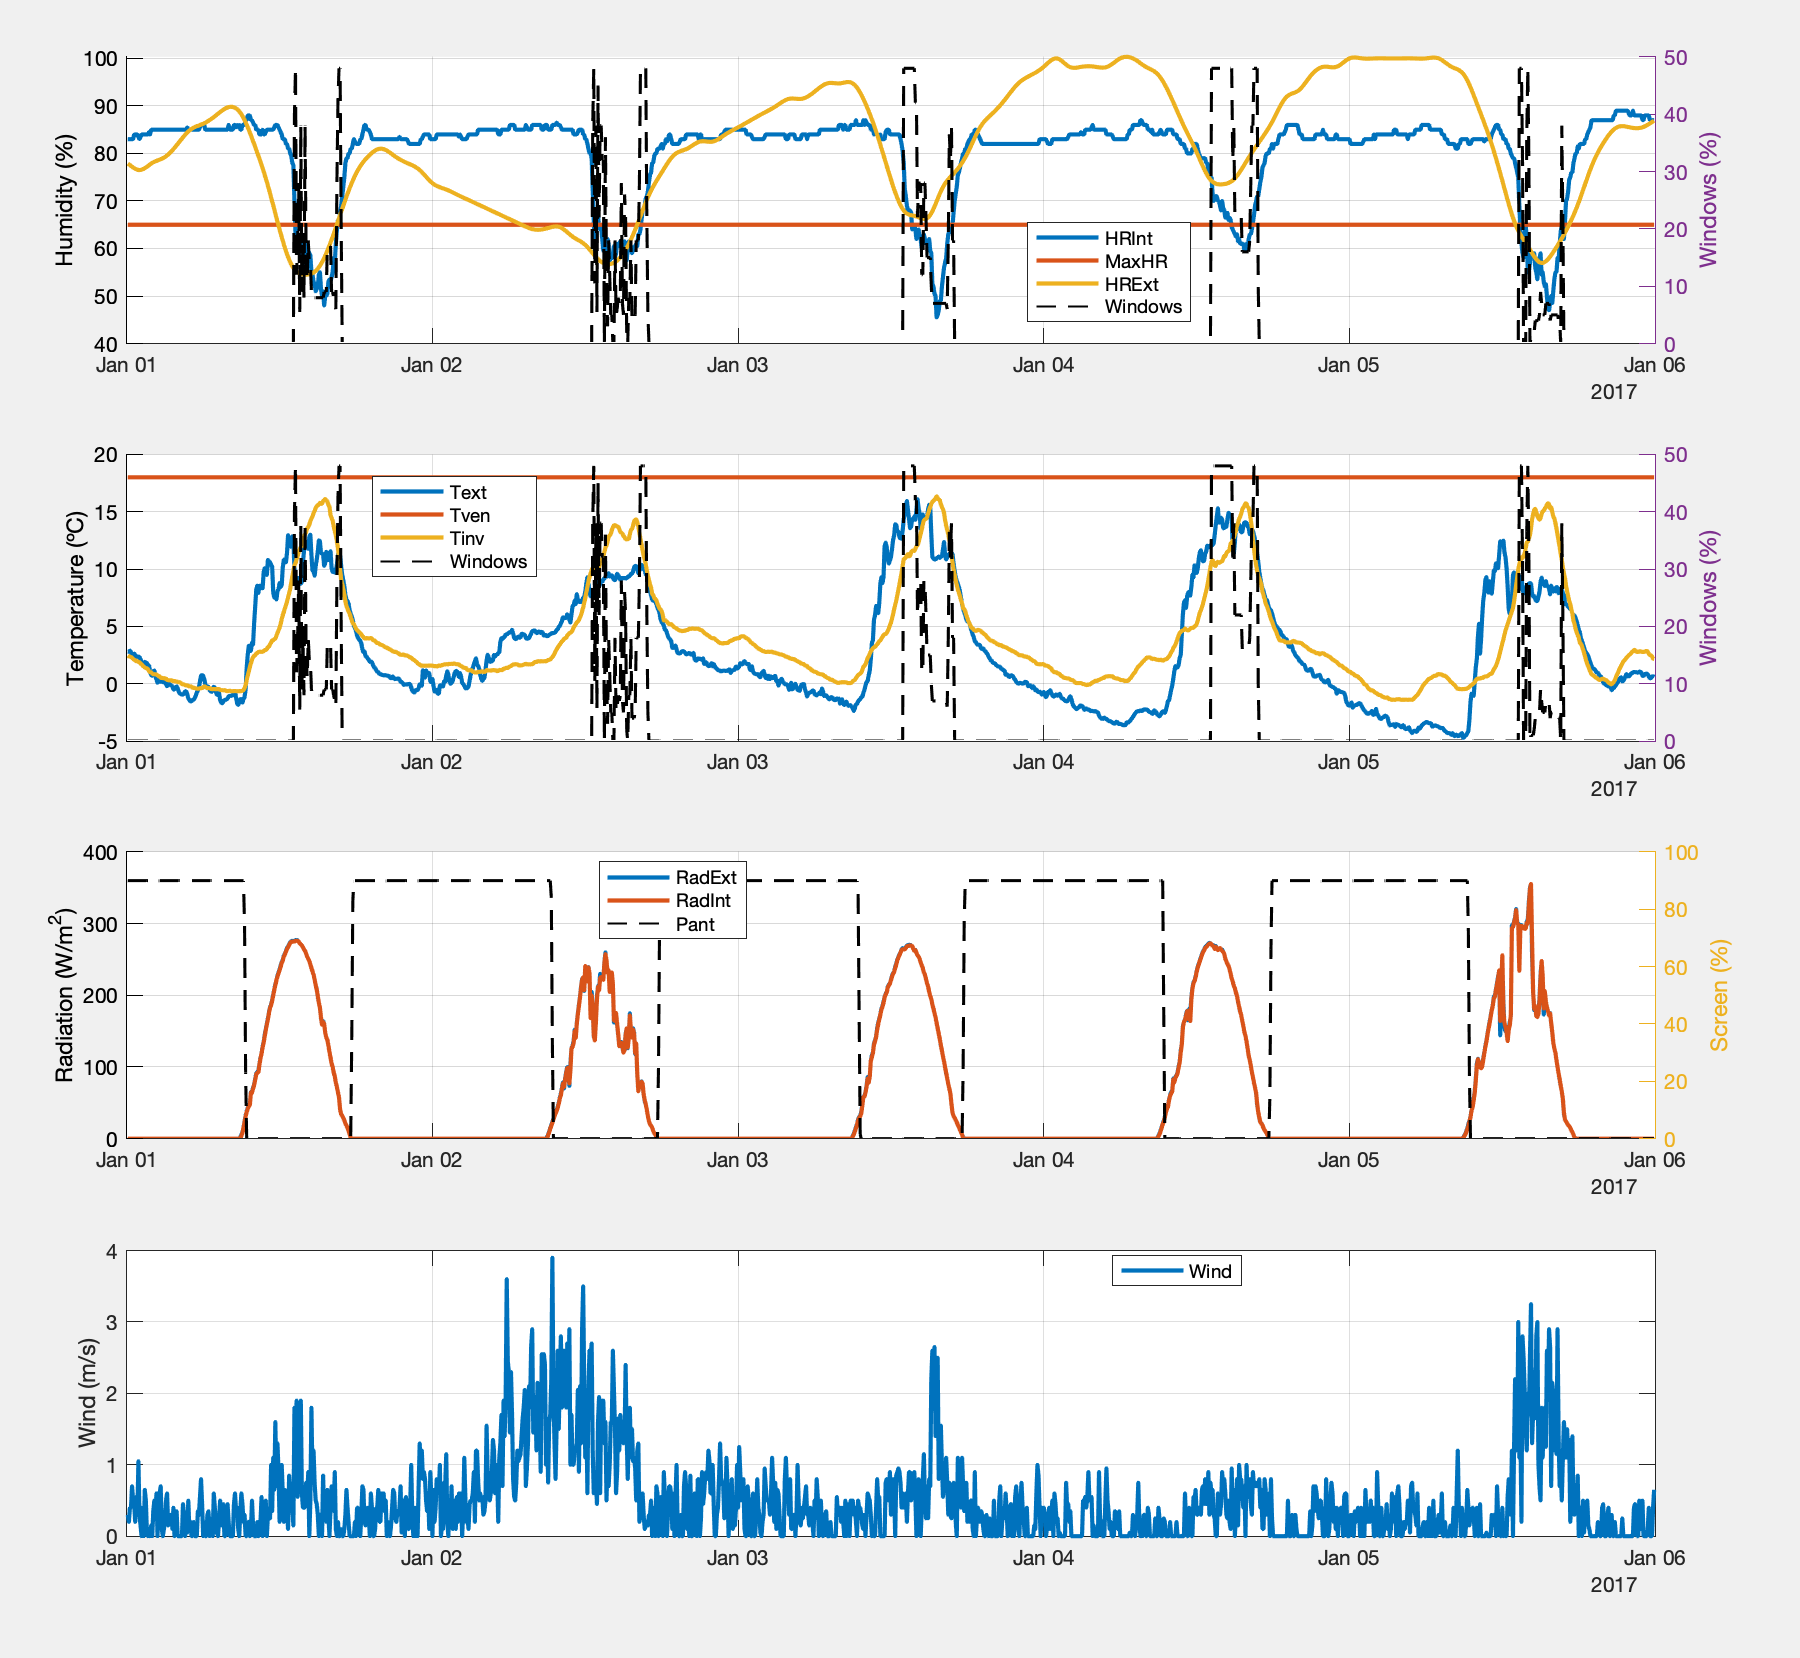 100
90
80
70
60
50
40
Humidity (%)
50
40
30
20
10
0
Windows (%)
HRInt
MaxHR
HRExt
Windows
Jan 01 Jan 02 Jan 03 Jan 04 Jan 05 Jan 06
2017
20
15
10
5
0
-5
Temperature (ºC)
50
40
30
20
10
0
Windows (%)
Text
Tven
Tinv
Windows
Jan 01 Jan 02 Jan 03 Jan 04 Jan 05 Jan 06
2017
400
300
200
100
0
Radiation (W/m²)
100
80
60
40
20
0
Screen (%)
RadExt
RadInt
Pant
Jan 01 Jan 02 Jan 03 Jan 04 Jan 05 Jan 06
2017
4
3
2
1
0
Wind (m/s)
Wind
Jan 01 Jan 02 Jan 03 Jan 04 Jan 05 Jan 06
2017